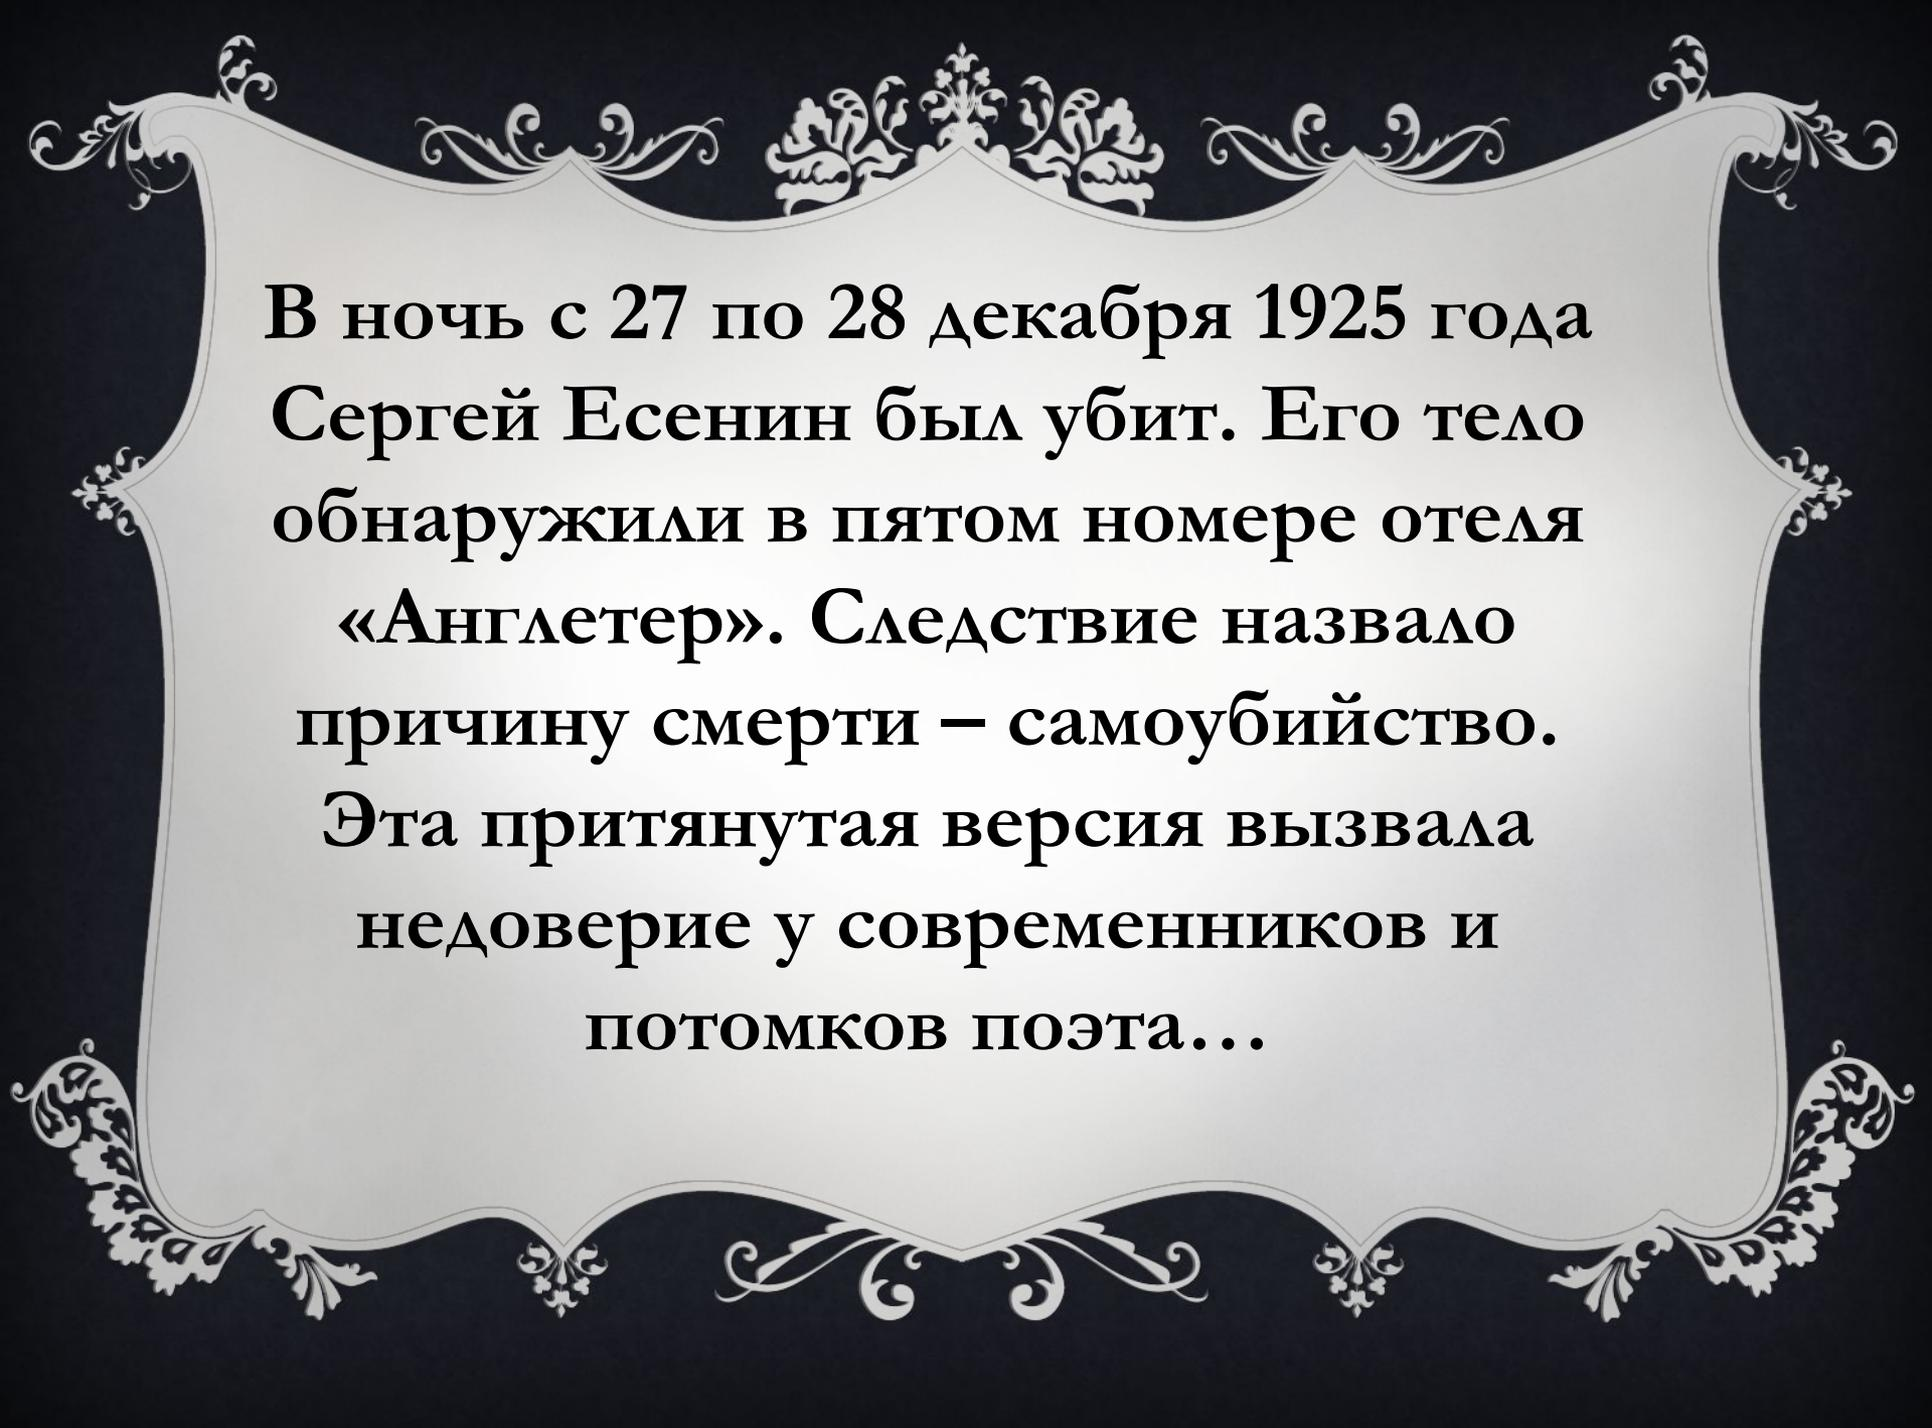 В ночь с 27 по 28 декабря 1925 года
Сергей Есенин был убит. Его тело
обнаружили в пятом номере отеля
«Англетер». Следствие назвало
причину смерти – самоубийство.
Эта притянутая версия вызвала
недоверие у современников и
потомков поэта…